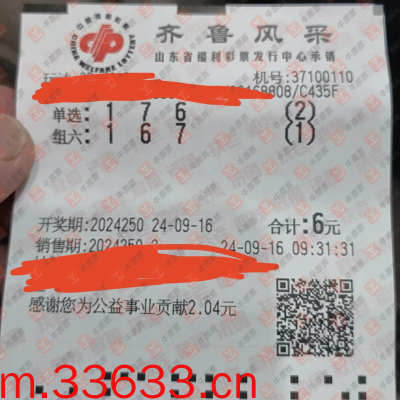 中国福利彩票
CHINA WELFARE LOTTERY
齐鲁风采
山东省福利彩票发行中心承销
机号:37100110
8808/C435F
单选: 1 7 6 (2)
组六: 1 6 7 (1)
开奖期:2024250 24-09-16 合计:6元
销售期:2024250 24-09-16 09:31:31
感谢您为公益事业贡献2.04元
m.33633.cn